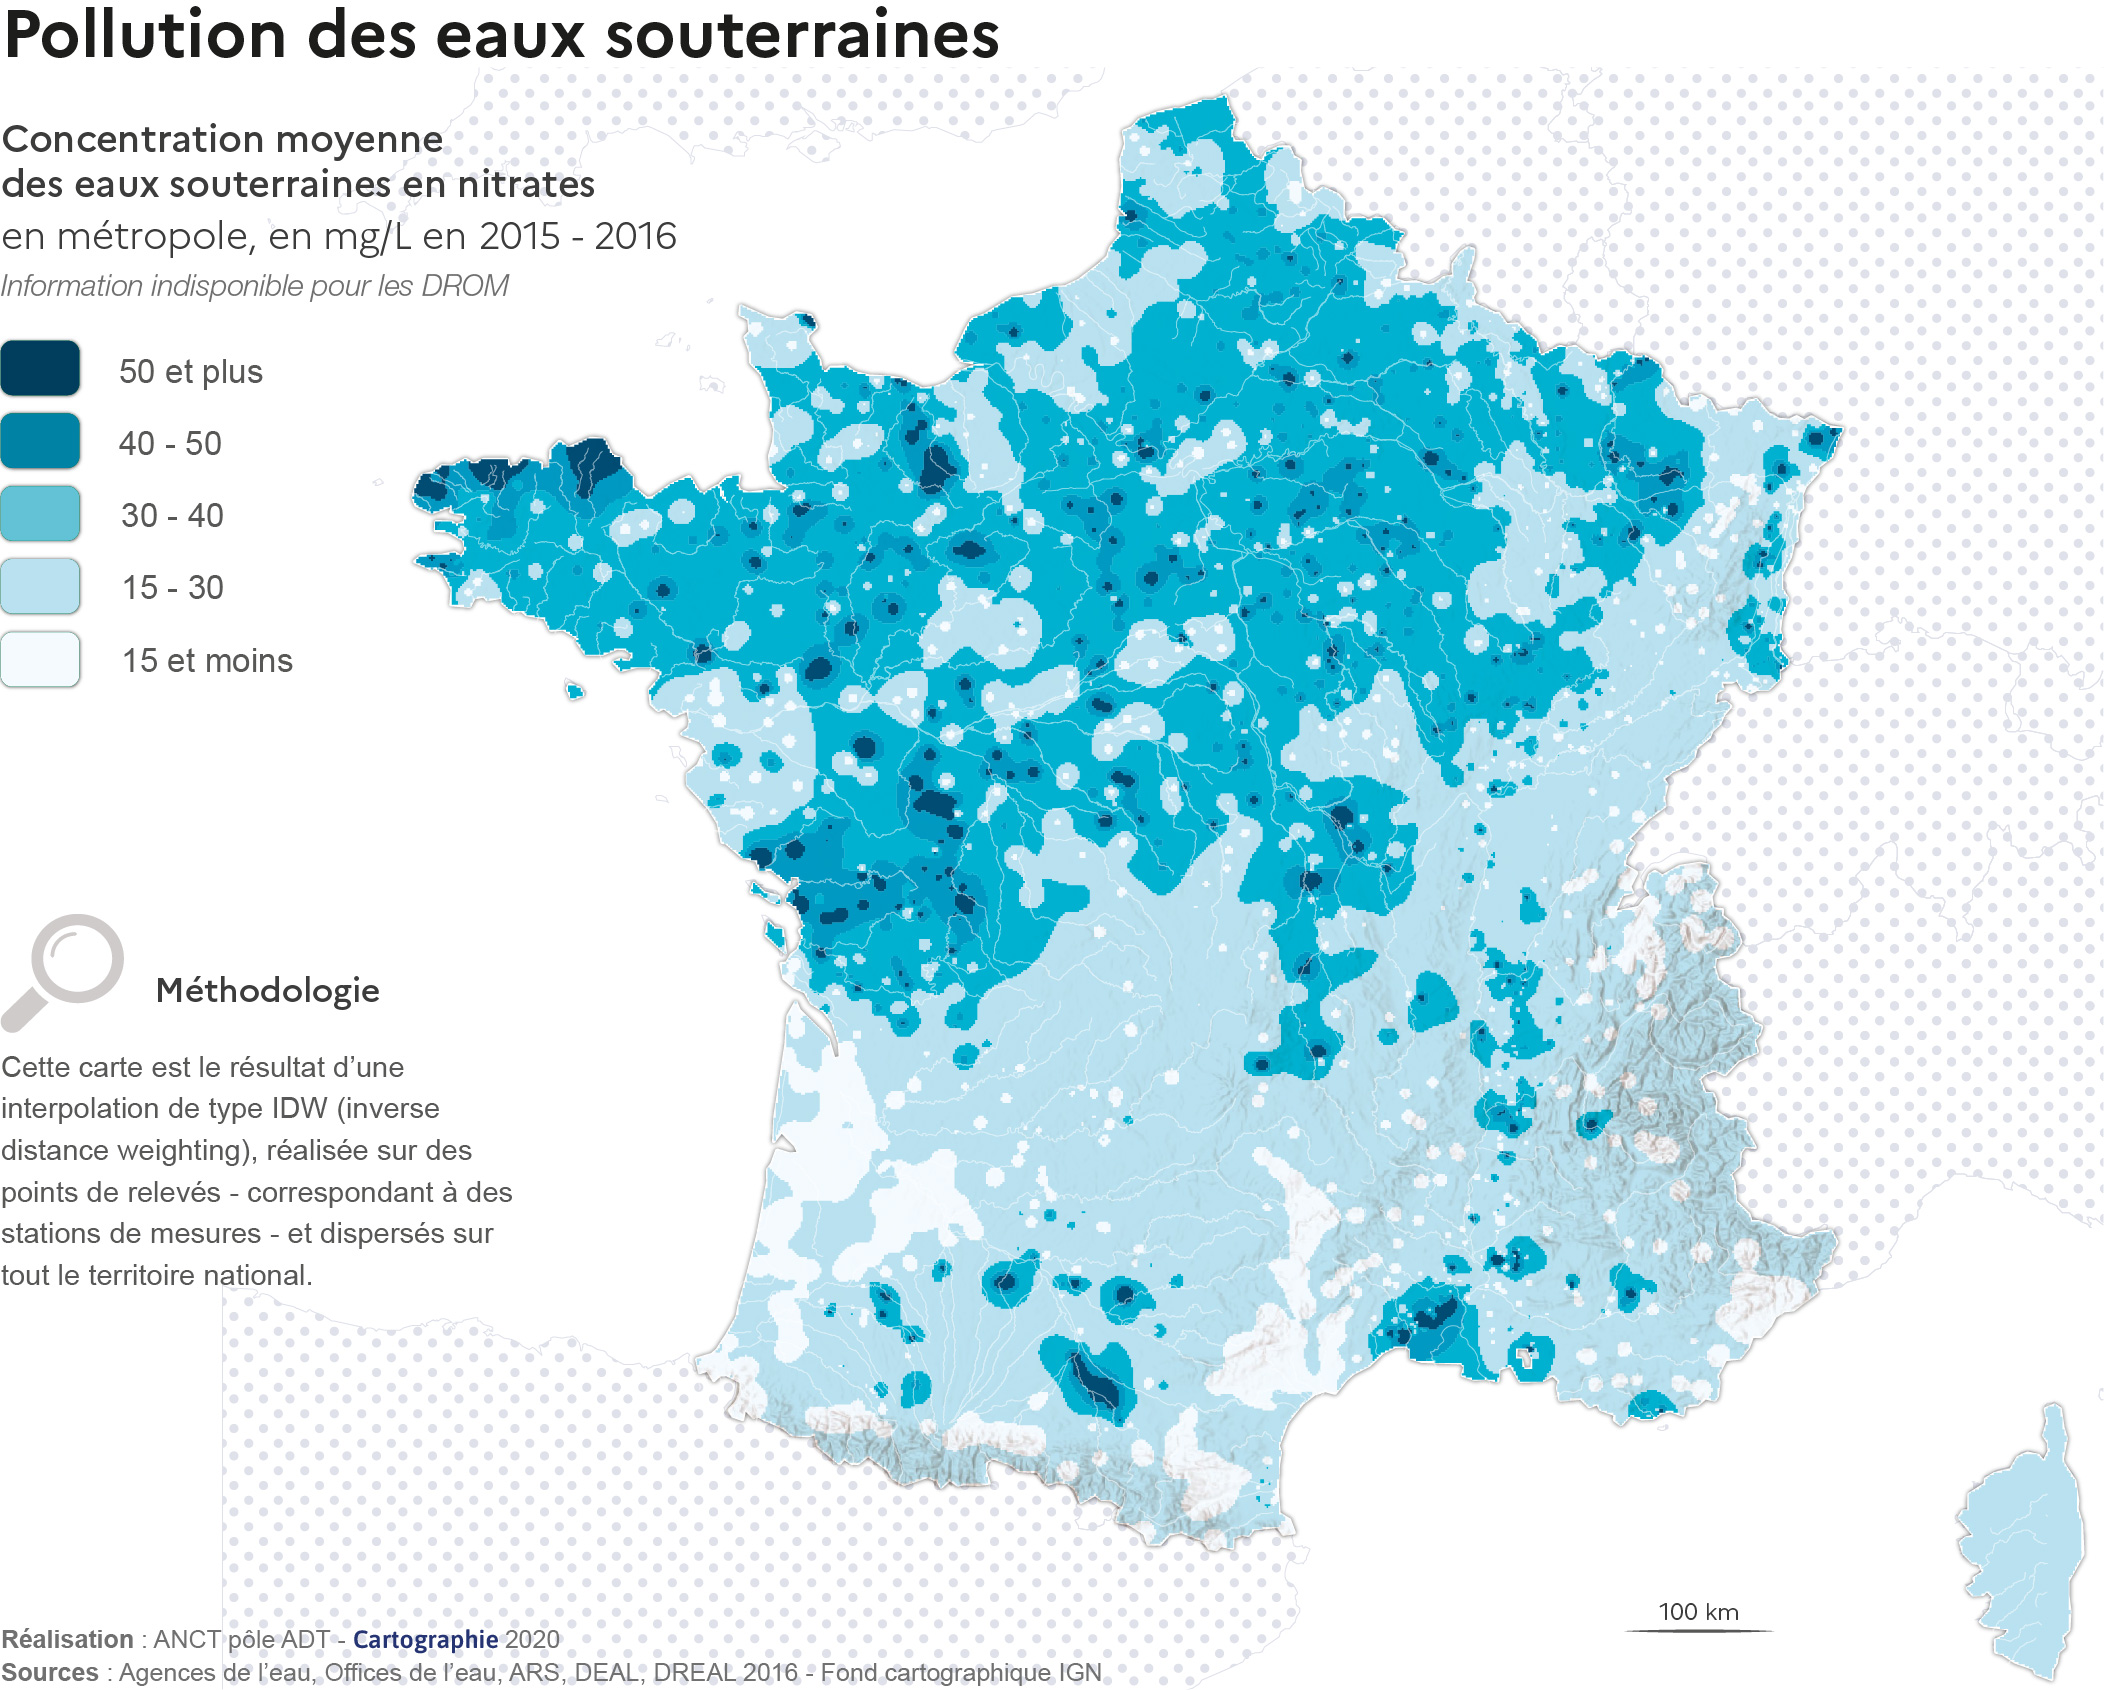 Pollution des eaux souterraines
Concentration moyenne
des eaux souterraines en nitrates
en métropole, en mg/L en 2015 - 2016
Information indisponible pour les DROM
50 et plus
40 - 50
30 - 40
15 - 30
15 et moins
Méthodologie
Cette carte est le résultat d’une
interpolation de type IDW (inverse
distance weighting), réalisée sur des
points de relevés - correspondant à des
stations de mesures - et dispersés sur
tout le territoire national.
100 km
Réalisation : ANCT pôle ADT - Cartographie 2020
Sources : Agences de l’eau, Offices de l’eau, ARS, DEAL, DREAL 2016 - Fond cartographique IGN